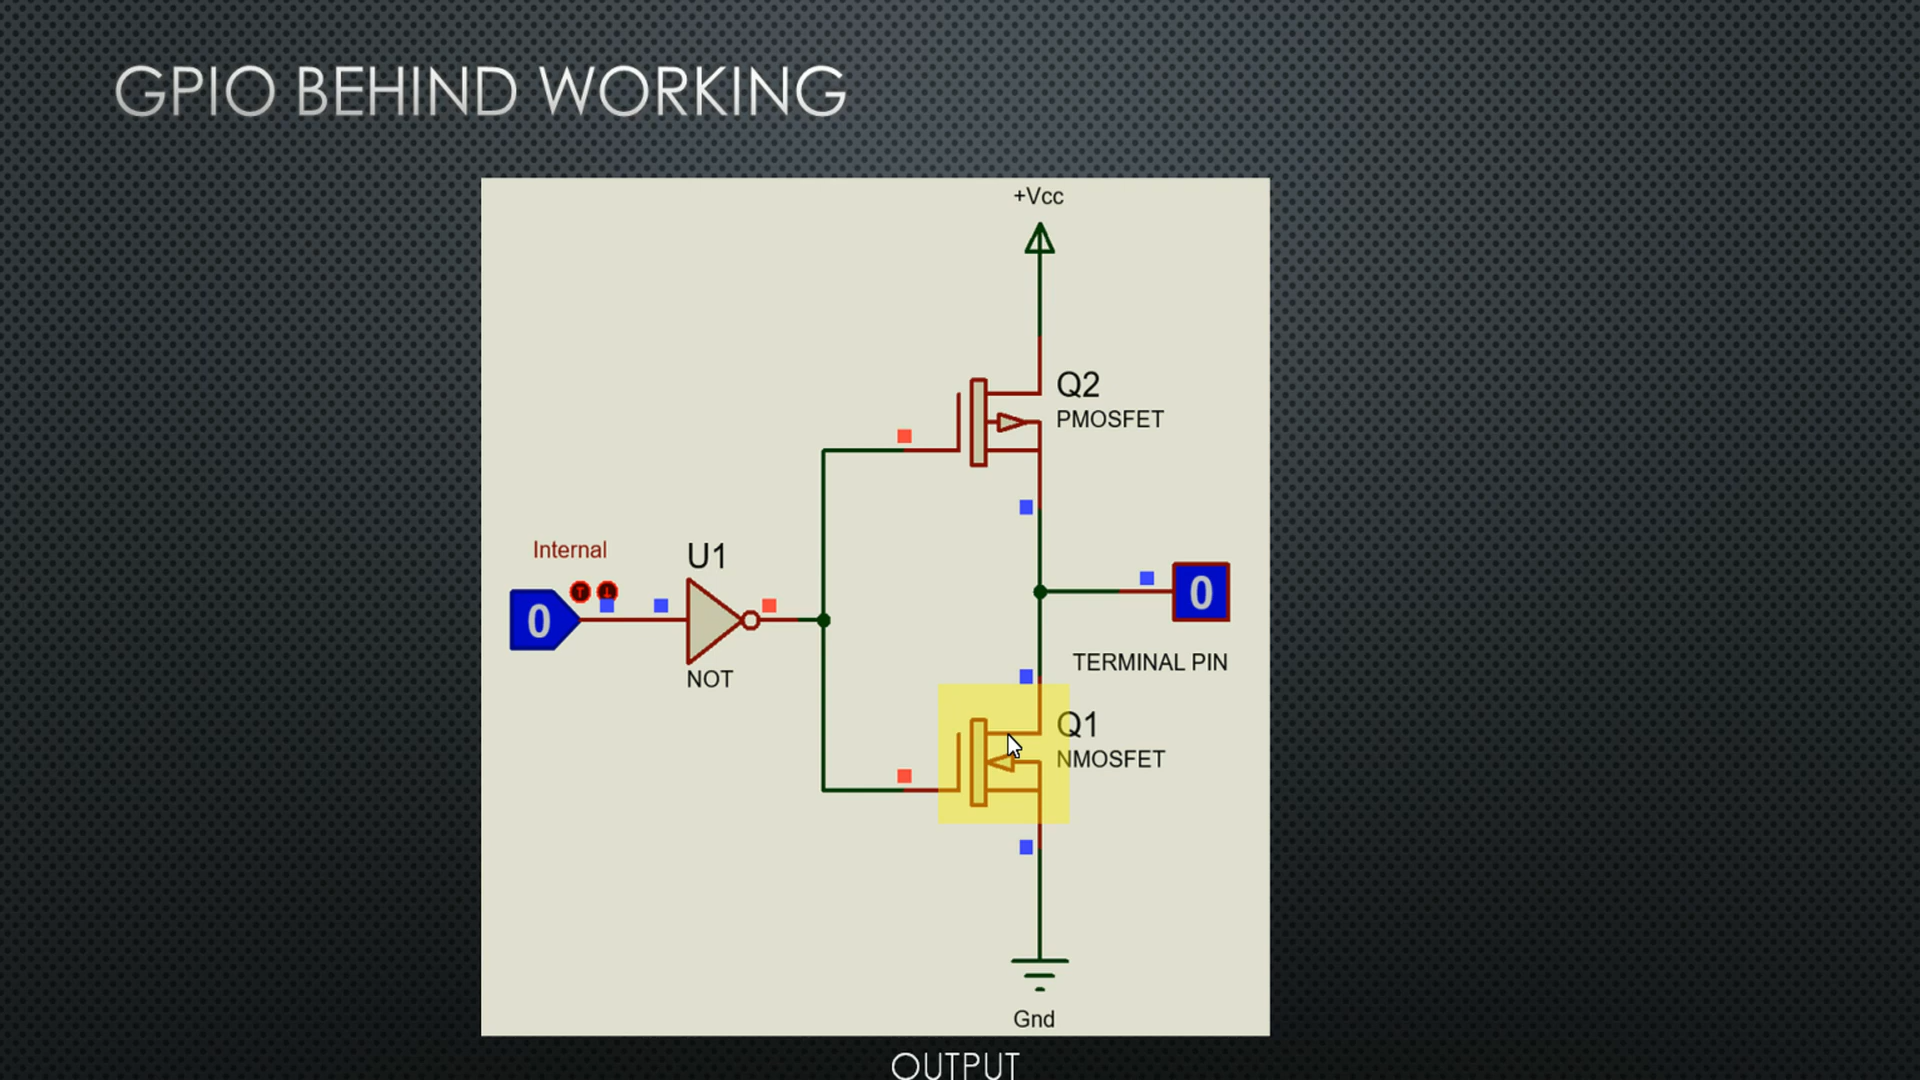 GPIO BEHIND WORKING
+Vcc
Q2
PMOSFET
Internal
U1
0
NOT
0
TERMINAL PIN
Q1
NMOSFET
Gnd
OUTPUT